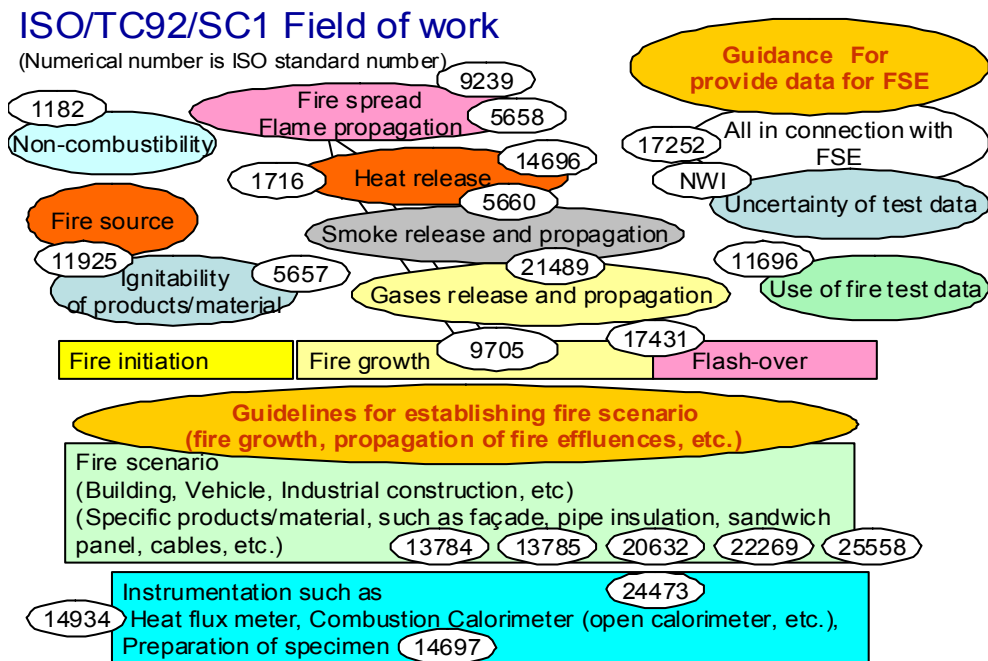 ISO/TC92/SC1 Field of work
(Numerical number is ISO standard number)
Guidance For
provide data for FSE
9239
1182
Fire spread
Flame propagation
5658
Non-combustibility
17252
All in connection with
FSE
14696
1716
Heat release
NWI
5660
Uncertainty of test data
Fire source
Smoke release and propagation
11925
5657
21489
11696
Ignitability
of products/material
Gases release and propagation
Use of fire test data
17431
Fire initiation
Fire growth
9705
Flash-over
Guidelines for establishing fire scenario
(fire growth, propagation of fire effluences, etc.)
Fire scenario
(Building, Vehicle, Industrial construction, etc)
(Specific products/material, such as façade, pipe insulation, sandwich
panel, cables, etc.)
13784
13785
20632
22269
25558
Instrumentation such as
24473
14934
Heat flux meter, Combustion Calorimeter (open calorimeter, etc.),
Preparation of specimen
14697